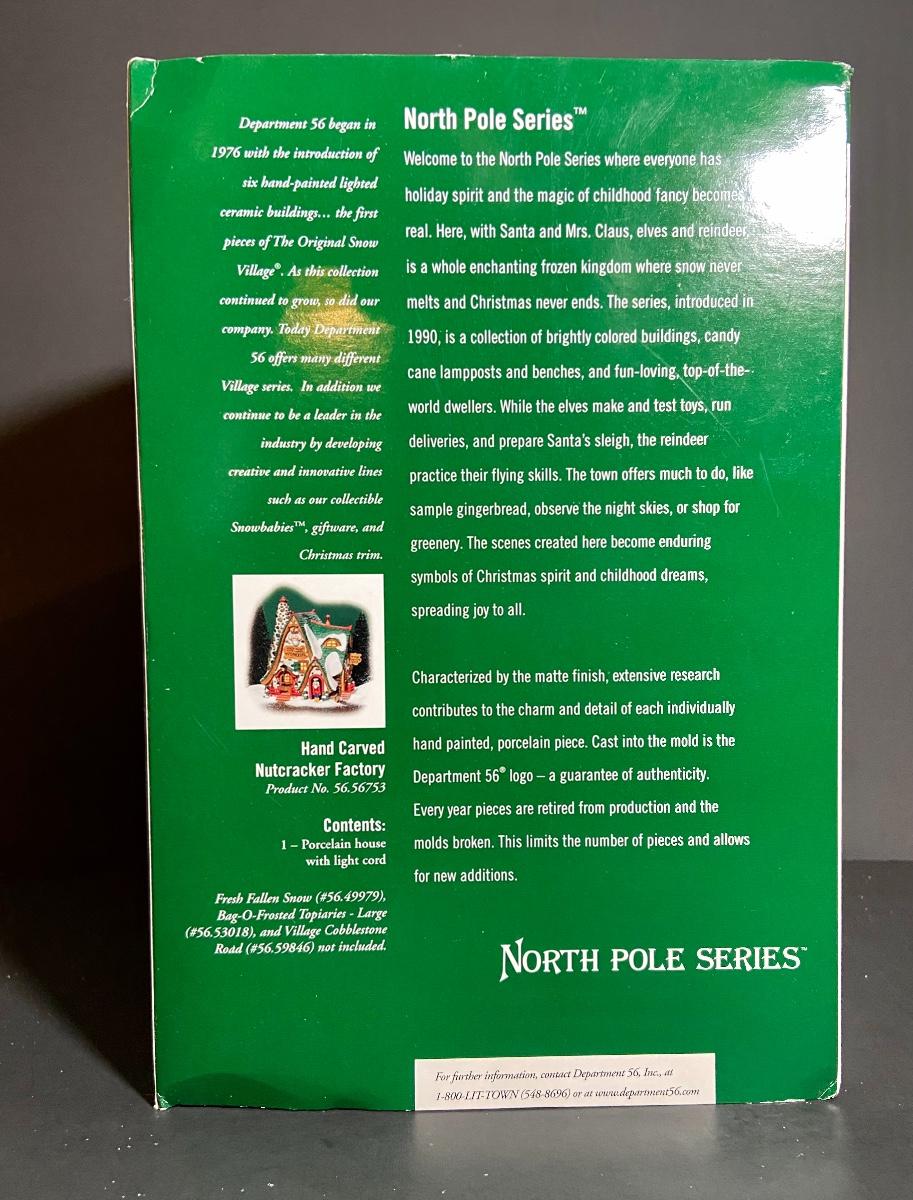 Department 56 began in
1976 with the introduction of
six hand-painted lighted
ceramic buildings... the first
pieces of The Original Snow
Village®. As this collection
continued to grow, so did our
company. Today Department
56 offers many different
Village series. In addition we
continue to be a leader in the
industry by developing
creative and innovative lines
such as our collectible
Snowbabies™, giftware, and
Christmas trim.
Hand Carved
Nutcracker Factory
Product No. 56.56753
Contents:
1 – Porcelain house
with light cord
Fresh Fallen Snow (#56.49979),
Bag-O-Frosted Topiaries - Large
(#56.53018), and Village Cobblestone
Road (#56.59846) not included.
North Pole Series™
Welcome to the North Pole Series where everyone has
holiday spirit and the magic of childhood fancy becomes
real. Here, with Santa and Mrs. Claus, elves and reindeer,
is a whole enchanting frozen kingdom where snow never
melts and Christmas never ends. The series, introduced in
1990, is a collection of brightly colored buildings, candy
cane lampposts and benches, and fun-loving, top-of-the-
world dwellers. While the elves make and test toys, run
deliveries, and prepare Santa's sleigh, the reindeer
practice their flying skills. The town offers much to do, like
sample gingerbread, observe the night skies, or shop for
greenery. The scenes created here become enduring
symbols of Christmas spirit and childhood dreams,
spreading joy to all.
Characterized by the matte finish, extensive research
contributes to the charm and detail of each individually
hand painted, porcelain piece. Cast into the mold is the
Department 56® logo – a guarantee of authenticity.
Every year pieces are retired from production and the
molds broken. This limits the number of pieces and allows
for new additions.
NORTH POLE SERIES™
For further information, contact Department 56, Inc., at
1-800-LIT-TOWN (548-8696) or at www.department56.com